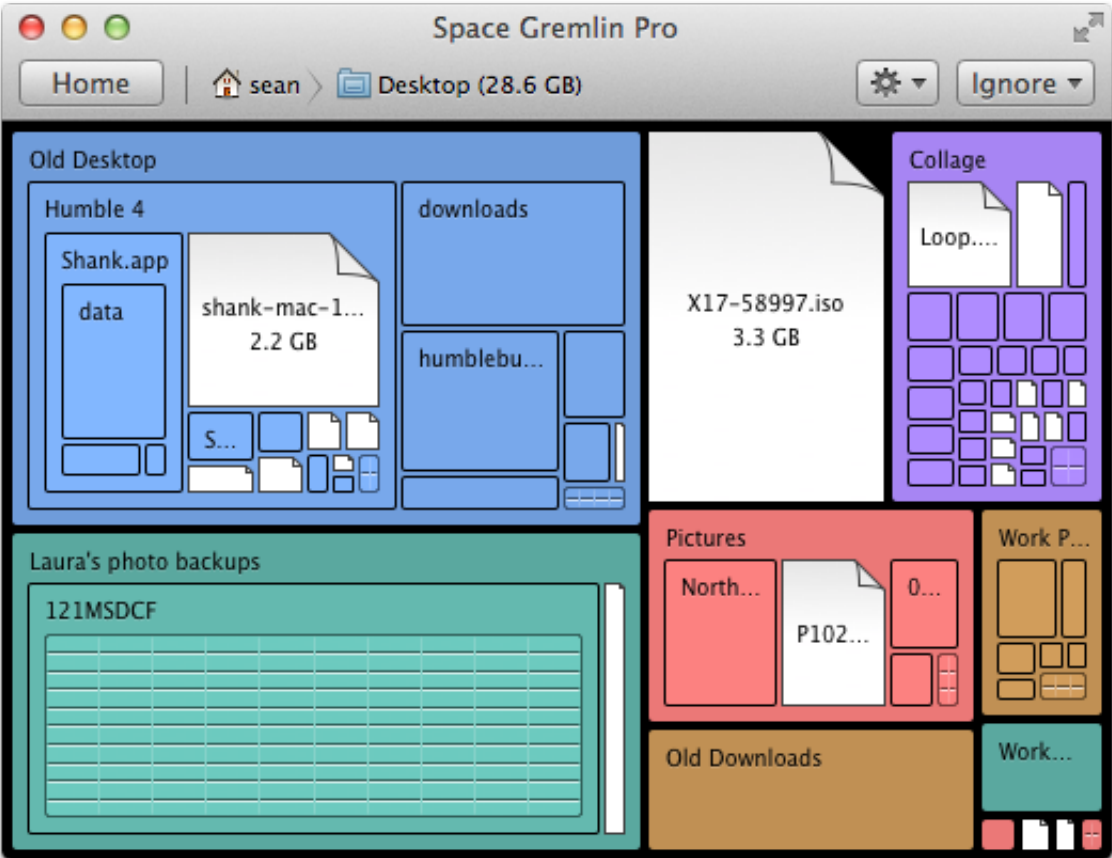 Space Gremlin Pro
Home
sean
Desktop (28.6 GB)
Ignore
Old Desktop
Humble 4
Shank.app
data
shank-mac-1...
2.2 GB
S...
downloads
humblebu...
X17-58997.iso
3.3 GB
Collage
Loop....
Laura's photo backups
121MSDCF
Pictures
North...
P102...
0...
Work P...
Old Downloads
Work...